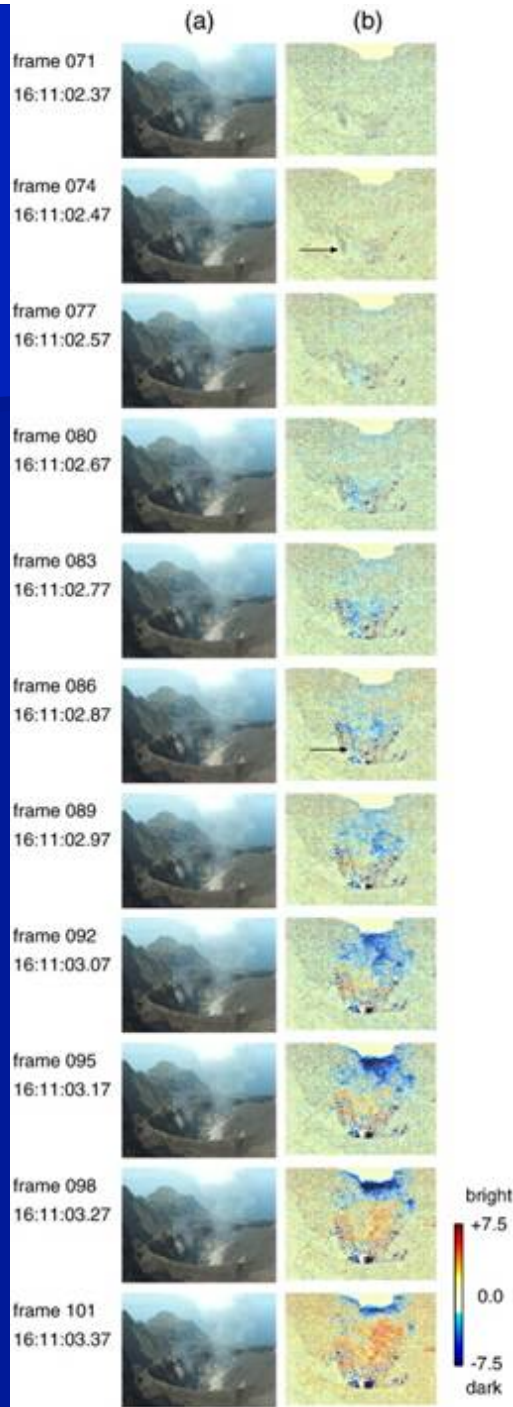 (a) (b)
frame 071
16:11:02.37
frame 074
16:11:02.47
frame 077
16:11:02.57
frame 080
16:11:02.67
frame 083
16:11:02.77
frame 086
16:11:02.87
frame 089
16:11:02.97
frame 092
16:11:03.07
frame 095
16:11:03.17
frame 098
16:11:03.27
frame 101
16:11:03.37
bright
+7.5
0.0
-7.5
dark